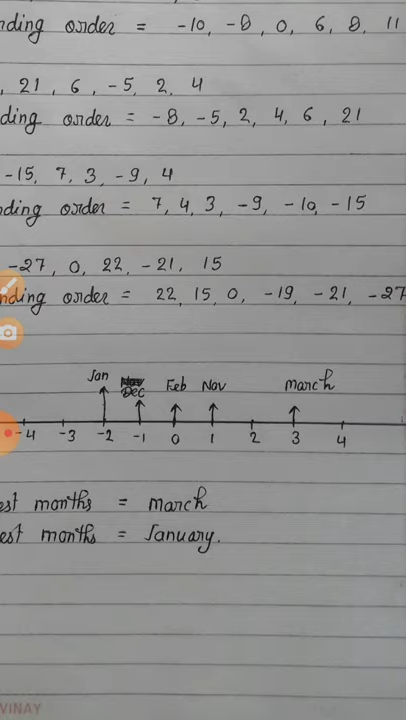 nding order = -10, -8, 0, 6, 8, 11
, 21, 6, -5, 2, 4
ding order = -8, -5, 2, 4, 6, 21
-15, 7, 3, -9, 4
nding order = 7, 4, 3, -9, -10, -15
-27, 0, 22, -21, 15
nding order = 22, 15, 0, -19, -21, -27
Jan Dec Feb Nov march
-4 -3 -2 -1 0 1 2 3 4
est months = march
est months = January.
VINAY